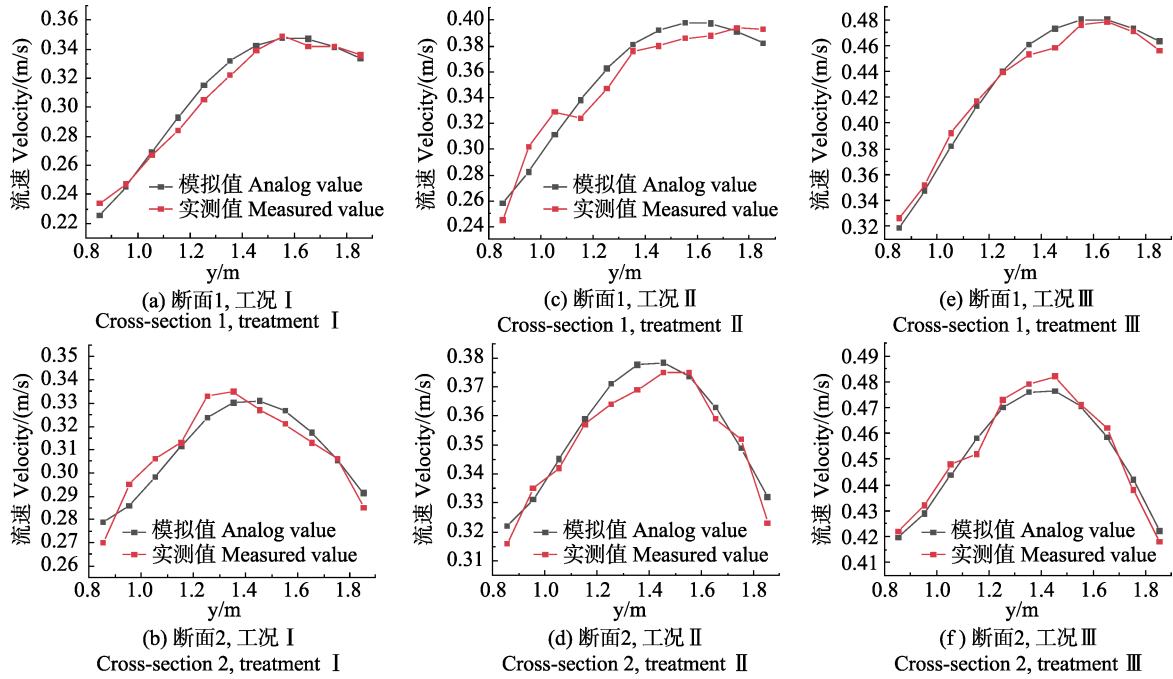 流速 Velocity/(m/s)
0.36
0.34
0.32
0.30
0.28
0.26
0.24
0.22
模拟值 Analog value
实测值 Measured value
0.8 1.0 1.2 1.4 1.6 1.8
y/m
(a) 断面1, 工况Ⅰ
Cross-section 1, treatment Ⅰ
流速 Velocity/(m/s)
0.40
0.38
0.36
0.34
0.32
0.30
0.28
0.26
0.24
模拟值 Analog value
实测值 Measured value
0.8 1.0 1.2 1.4 1.6 1.8
y/m
(c) 断面1, 工况Ⅱ
Cross-section 1, treatment Ⅱ
流速 Velocity/(m/s)
0.48
0.46
0.44
0.42
0.40
0.38
0.36
0.34
0.32
模拟值 Analog value
实测值 Measured value
0.8 1.0 1.2 1.4 1.6 1.8
y/m
(e) 断面1, 工况Ⅲ
Cross-section 1, treatment Ⅲ
流速 Velocity/(m/s)
0.35
0.34
0.33
0.32
0.31
0.30
0.29
0.28
0.27
0.26
模拟值 Analog value
实测值 Measured value
0.8 1.0 1.2 1.4 1.6 1.8
y/m
(b) 断面2, 工况Ⅰ
Cross-section 2, treatment Ⅰ
流速 Velocity/(m/s)
0.38
0.37
0.36
0.35
0.34
0.33
0.32
0.31
模拟值 Analog value
实测值 Measured value
0.8 1.0 1.2 1.4 1.6 1.8
y/m
(d) 断面2, 工况Ⅱ
Cross-section 2, treatment Ⅱ
流速 Velocity/(m/s)
0.49
0.48
0.47
0.46
0.45
0.44
0.43
0.42
0.41
模拟值 Analog value
实测值 Measured value
0.8 1.0 1.2 1.4 1.6 1.8
y/m
(f) 断面2, 工况Ⅲ
Cross-section 2, treatment Ⅲ